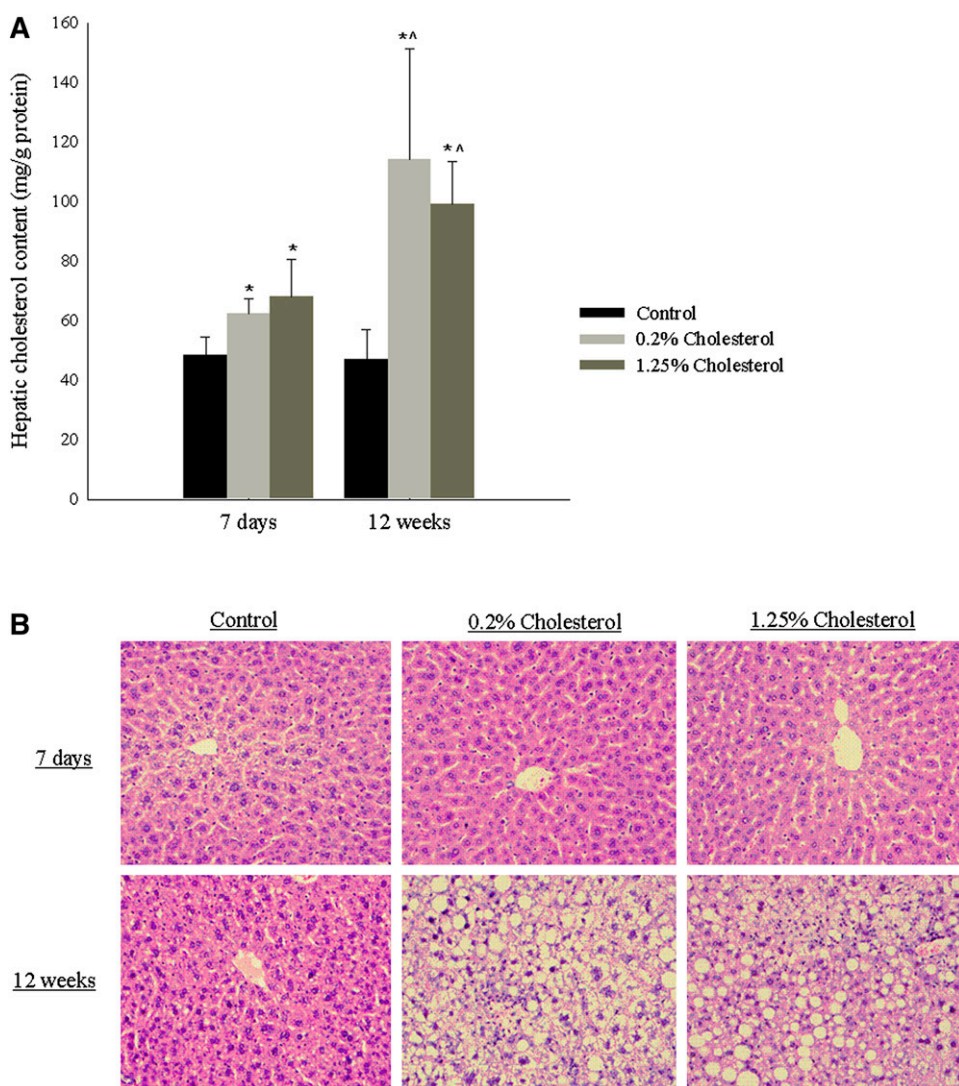 A
160
140
120
100
80
60
40
20
0
Hepatic cholesterol content (mg/g protein)
*^
*^
*
*
7 days
12 weeks
Control
0.2% Cholesterol
1.25% Cholesterol
B
Control
0.2% Cholesterol
1.25% Cholesterol
7 days
12 weeks